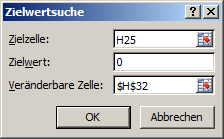 Zielwertsuche
Zielzelle: H25
Zielwert: 0
Veränderbare Zelle: $H$32
OK Abbrechen